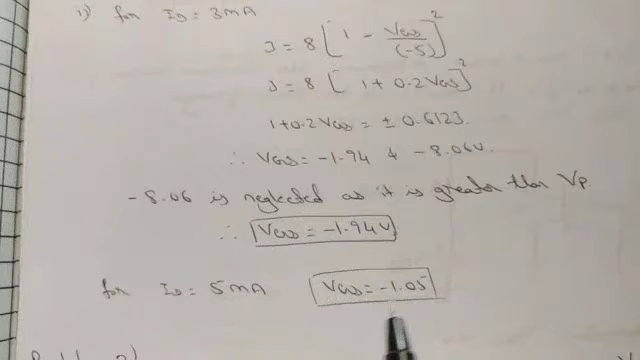 i) for ID = 3mA
3 = 8 [ 1 - VGS/(-5) ]²
3 = 8 [ 1 + 0.2VGS ]²
1+0.2VGS = ± 0.6123.
∴ VGS = -1.94 & -8.06V.
-8.06 is neglected as it is greater than VP
∴ VGS = -1.94V
for ID = 5mA VGS = -1.05